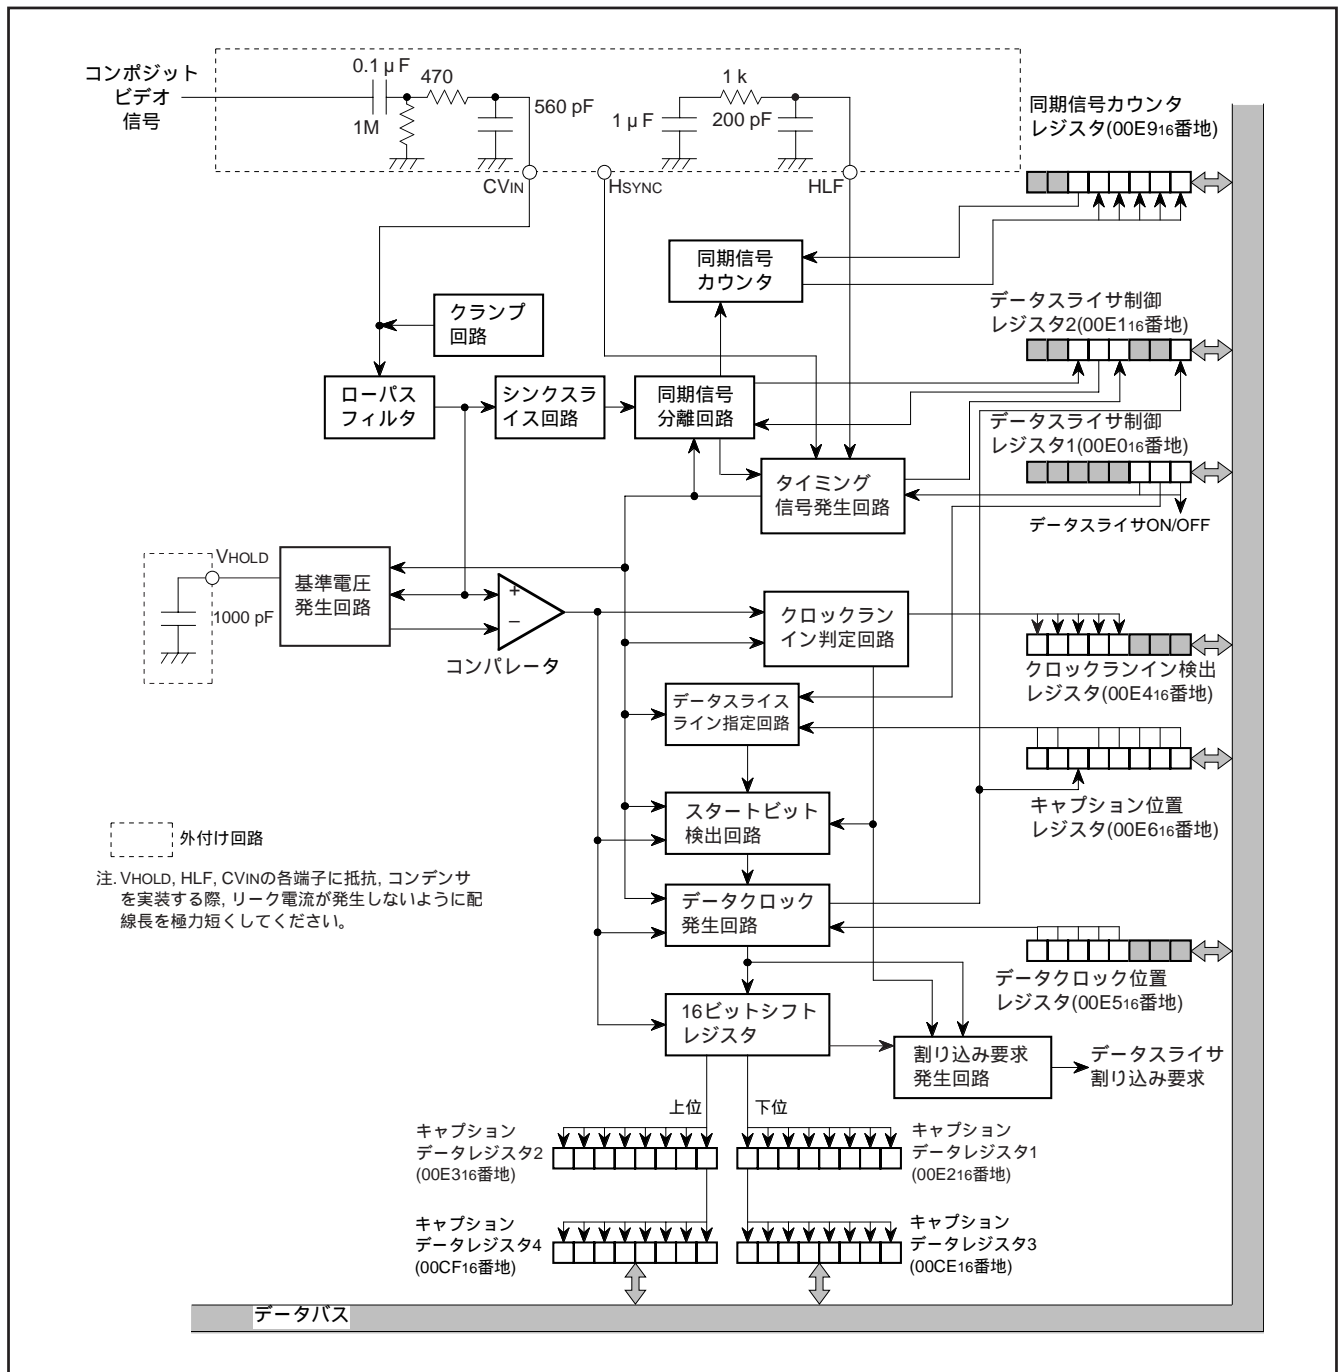 コンポジット
ビデオ
信号
0.1 µ F
470
1M
560 pF
1 k
1 µ F
200 pF
CVIN
HSYNC
HLF
同期信号カウンタ
レジスタ(00E916番地)
同期信号
カウンタ
クランプ
回路
データスライサ制御
レジスタ2(00E116番地)
ローパス
フィルタ
シンクスラ
イス回路
同期信号
分離回路
データスライサ制御
レジスタ1(00E016番地)
タイミング
信号発生回路
データスライサON/OFF
VHOLD
1000 pF
基準電圧
発生回路
+
−
コンパレータ
クロックラン
イン判定回路
クロックランイン検出
レジスタ(00E416番地)
データスライス
ライン指定回路
キャプション位置
レジスタ(00E616番地)
スタートビット
検出回路
外付け回路
注. VHOLD, HLF, CVINの各端子に抵抗, コンデンサ
を実装する際, リーク電流が発生しないように配
線長を極力短くしてください。
データクロック
発生回路
データクロック位置
レジスタ(00E516番地)
16ビットシフト
レジスタ
割り込み要求
発生回路
データスライサ
割り込み要求
上位
下位
キャプション
データレジスタ2
(00E316番地)
キャプション
データレジスタ1
(00E216番地)
キャプション
データレジスタ4
(00CF16番地)
キャプション
データレジスタ3
(00CE16番地)
データバス